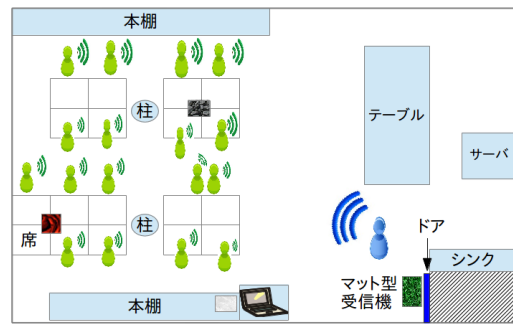 本棚
柱
テーブル
サーバ
席
柱
ドア
シンク
マット型
受信機
本棚